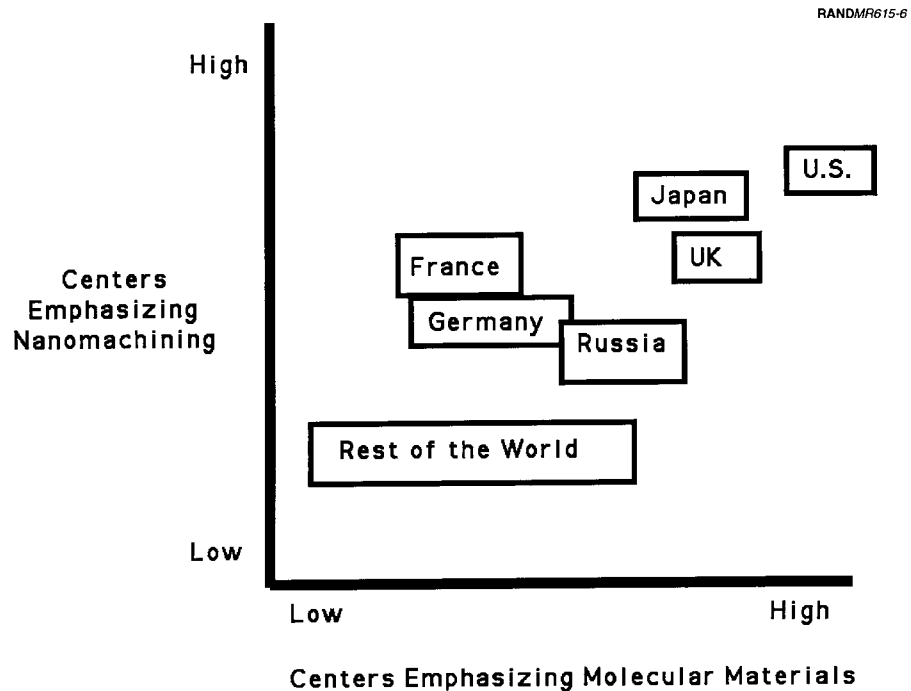 RANDMR615-6
High
U.S.
Japan
UK
France
Centers
Emphasizing
Nanomachining
Germany
Russia
Rest of the World
Low
Low High
Centers Emphasizing Molecular Materials